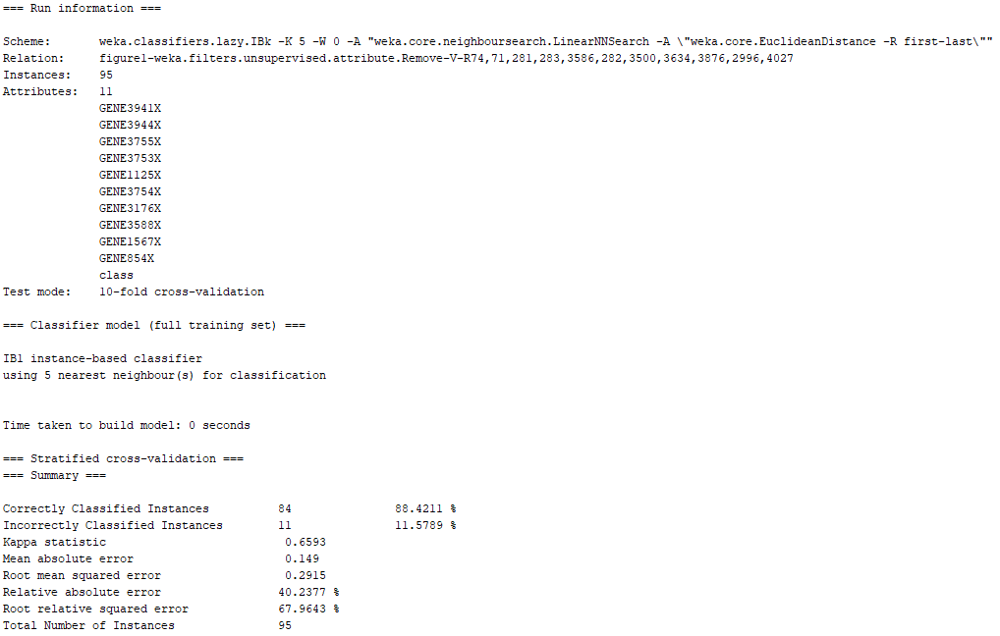 === Run information ===
Scheme: weka.classifiers.lazy.IBk -K 5 -W 0 -A "weka.core.neighboursearch.LinearNNSearch -A \"weka.core.EuclideanDistance -R first-last\""
Relation: figure1-weka.filters.unsupervised.attribute.Remove-V-R74,71,281,283,3586,282,3500,3634,3876,2996,4027
Instances: 95
Attributes: 11
GENE3941X
GENE3944X
GENE3755X
GENE3753X
GENE1125X
GENE3754X
GENE3176X
GENE3588X
GENE1567X
GENE854X
class
Test mode: 10-fold cross-validation
=== Classifier model (full training set) ===
IB1 instance-based classifier
using 5 nearest neighbour(s) for classification
Time taken to build model: 0 seconds
=== Stratified cross-validation ===
=== Summary ===
Correctly Classified Instances 84 88.4211 %
Incorrectly Classified Instances 11 11.5789 %
Kappa statistic 0.6593
Mean absolute error 0.149
Root mean squared error 0.2915
Relative absolute error 40.2377 %
Root relative squared error 67.9643 %
Total Number of Instances 95